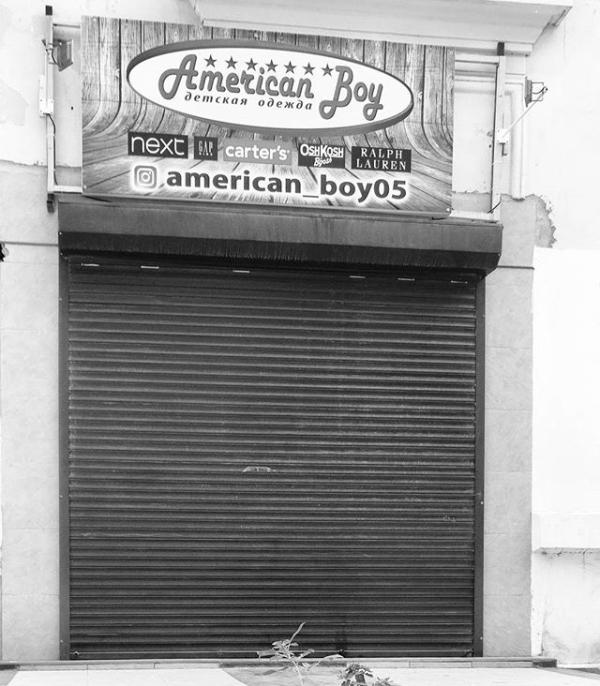 American Boy
детская одежда
next GAP carter's OshKosh B'gosh RALPH LAUREN
american_boy05